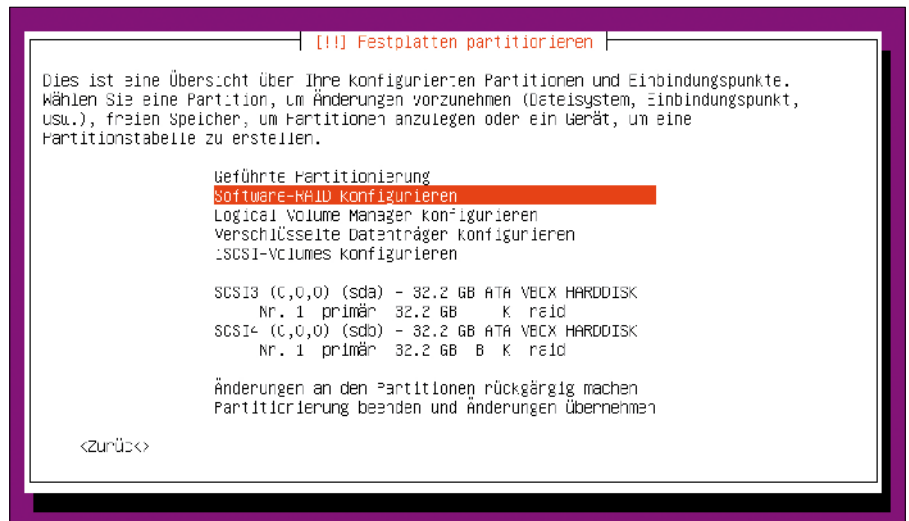 [!!] Festplatten partitionieren
Dies ist eine Übersicht über Ihre konfigurierten Partitionen und Einbindungspunkte.
Wählen Sie eine Partition, um Änderungen vorzunehmen (Dateisystem, Einbindungspunkt,
usw.), freien Speicher, um Partitionen anzulegen oder ein Gerät, um eine
Partitionstabelle zu erstellen.
Geführte Partitionierung
Software-RAID konfigurieren
Logical Volume Manager konfigurieren
Verschlüsselte Datenträger konfigurieren
iSCSI-Volumes konfigurieren
SCSI3 (0,0,0) (sda) - 32.2 GB ATA VBOX HARDDISK
Nr. 1 primär 32.2 GB K raid
SCSI4 (0,0,0) (sdb) - 32.2 GB ATA VBOX HARDDISK
Nr. 1 primär 32.2 GB B K raid
Änderungen an den Partitionen rückgängig machen
Partitionierung beenden und Änderungen übernehmen
<Zurück>